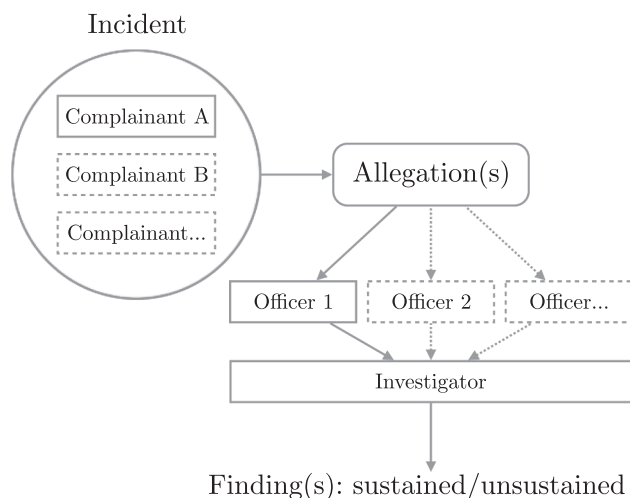 Incident
Complainant A
Complainant B
Complainant...
Allegation(s)
Officer 1
Officer 2
Officer...
Investigator
Finding(s): sustained/unsustained